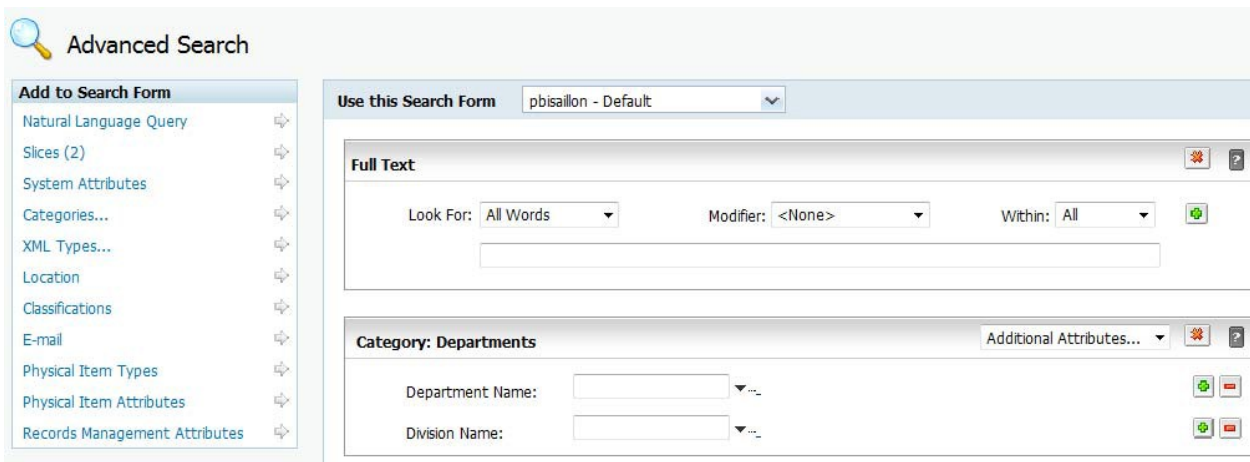 Advanced Search
Add to Search Form
Natural Language Query
Slices (2)
System Attributes
Categories...
XML Types...
Location
Classifications
E-mail
Physical Item Types
Physical Item Attributes
Records Management Attributes
Use this Search Form pbisaillon - Default
Full Text ?
Look For: All Words Modifier: <None> Within: All
Category: Departments Additional Attributes... ?
Department Name:
Division Name: